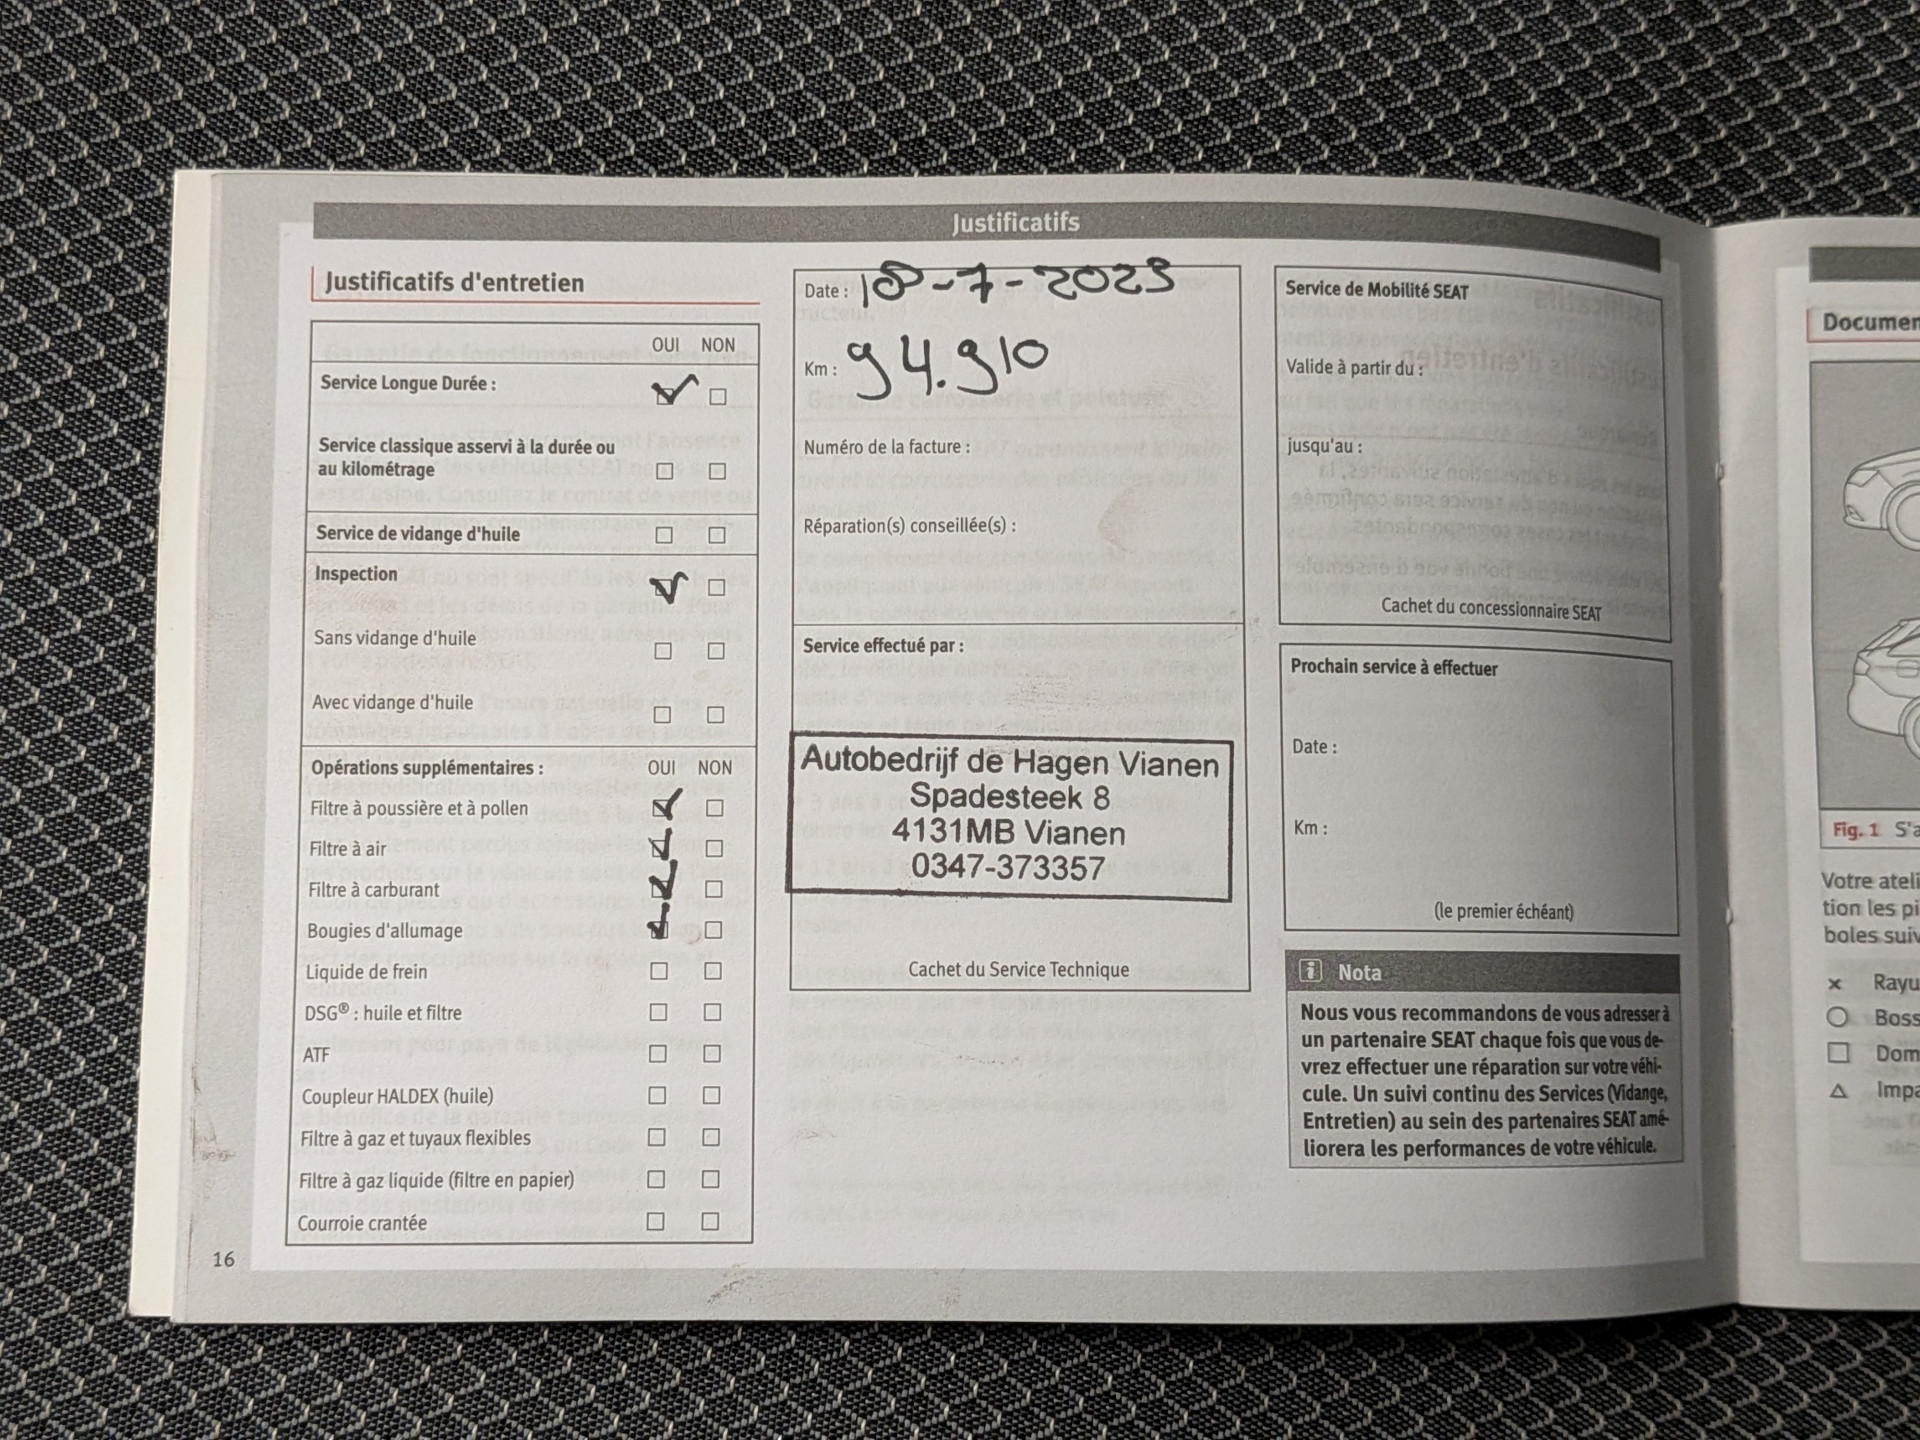 Justificatifs
Justificatifs d'entretien
OUI NON
Service Longue Durée :
Service classique asservi à la durée ou
au kilométrage
Service de vidange d'huile
Inspection
Sans vidange d'huile
Avec vidange d'huile
Opérations supplémentaires : OUI NON
Filtre à poussière et à pollen
Filtre à air
Filtre à carburant
Bougies d'allumage
Liquide de frein
DSG® : huile et filtre
ATF
Coupleur HALDEX (huile)
Filtre à gaz et tuyaux flexibles
Filtre à gaz liquide (filtre en papier)
Courroie crantée
16
Date : 18-7-2023
Km : 94.910
Numéro de la facture :
Réparation(s) conseillée(s) :
Service effectué par :
Autobedrijf de Hagen Vianen
Spadesteek 8
4131MB Vianen
0347-373357
Cachet du Service Technique
Service de Mobilité SEAT
Valide à partir du :
jusqu'au :
Cachet du concessionnaire SEAT
Prochain service à effectuer
Date :
Km :
(le premier échéant)
i Nota
Nous vous recommandons de vous adresser à
un partenaire SEAT chaque fois que vous de-
vrez effectuer une réparation sur votre véhi-
cule. Un suivi continu des Services (Vidange,
Entretien) au sein des partenaires SEAT amé-
liorera les performances de votre véhicule.
Fig. 1
Votre
tion les
boles